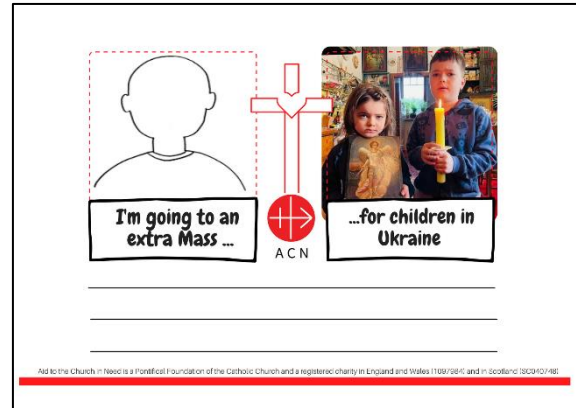 I'm going to an
extra Mass ...
...for children in
Ukraine
ACN
Aid to the Church in Need is a Pontifical Foundation of the Catholic Church and a registered charity in England and Wales (1097984) and in Scotland (SC040748)